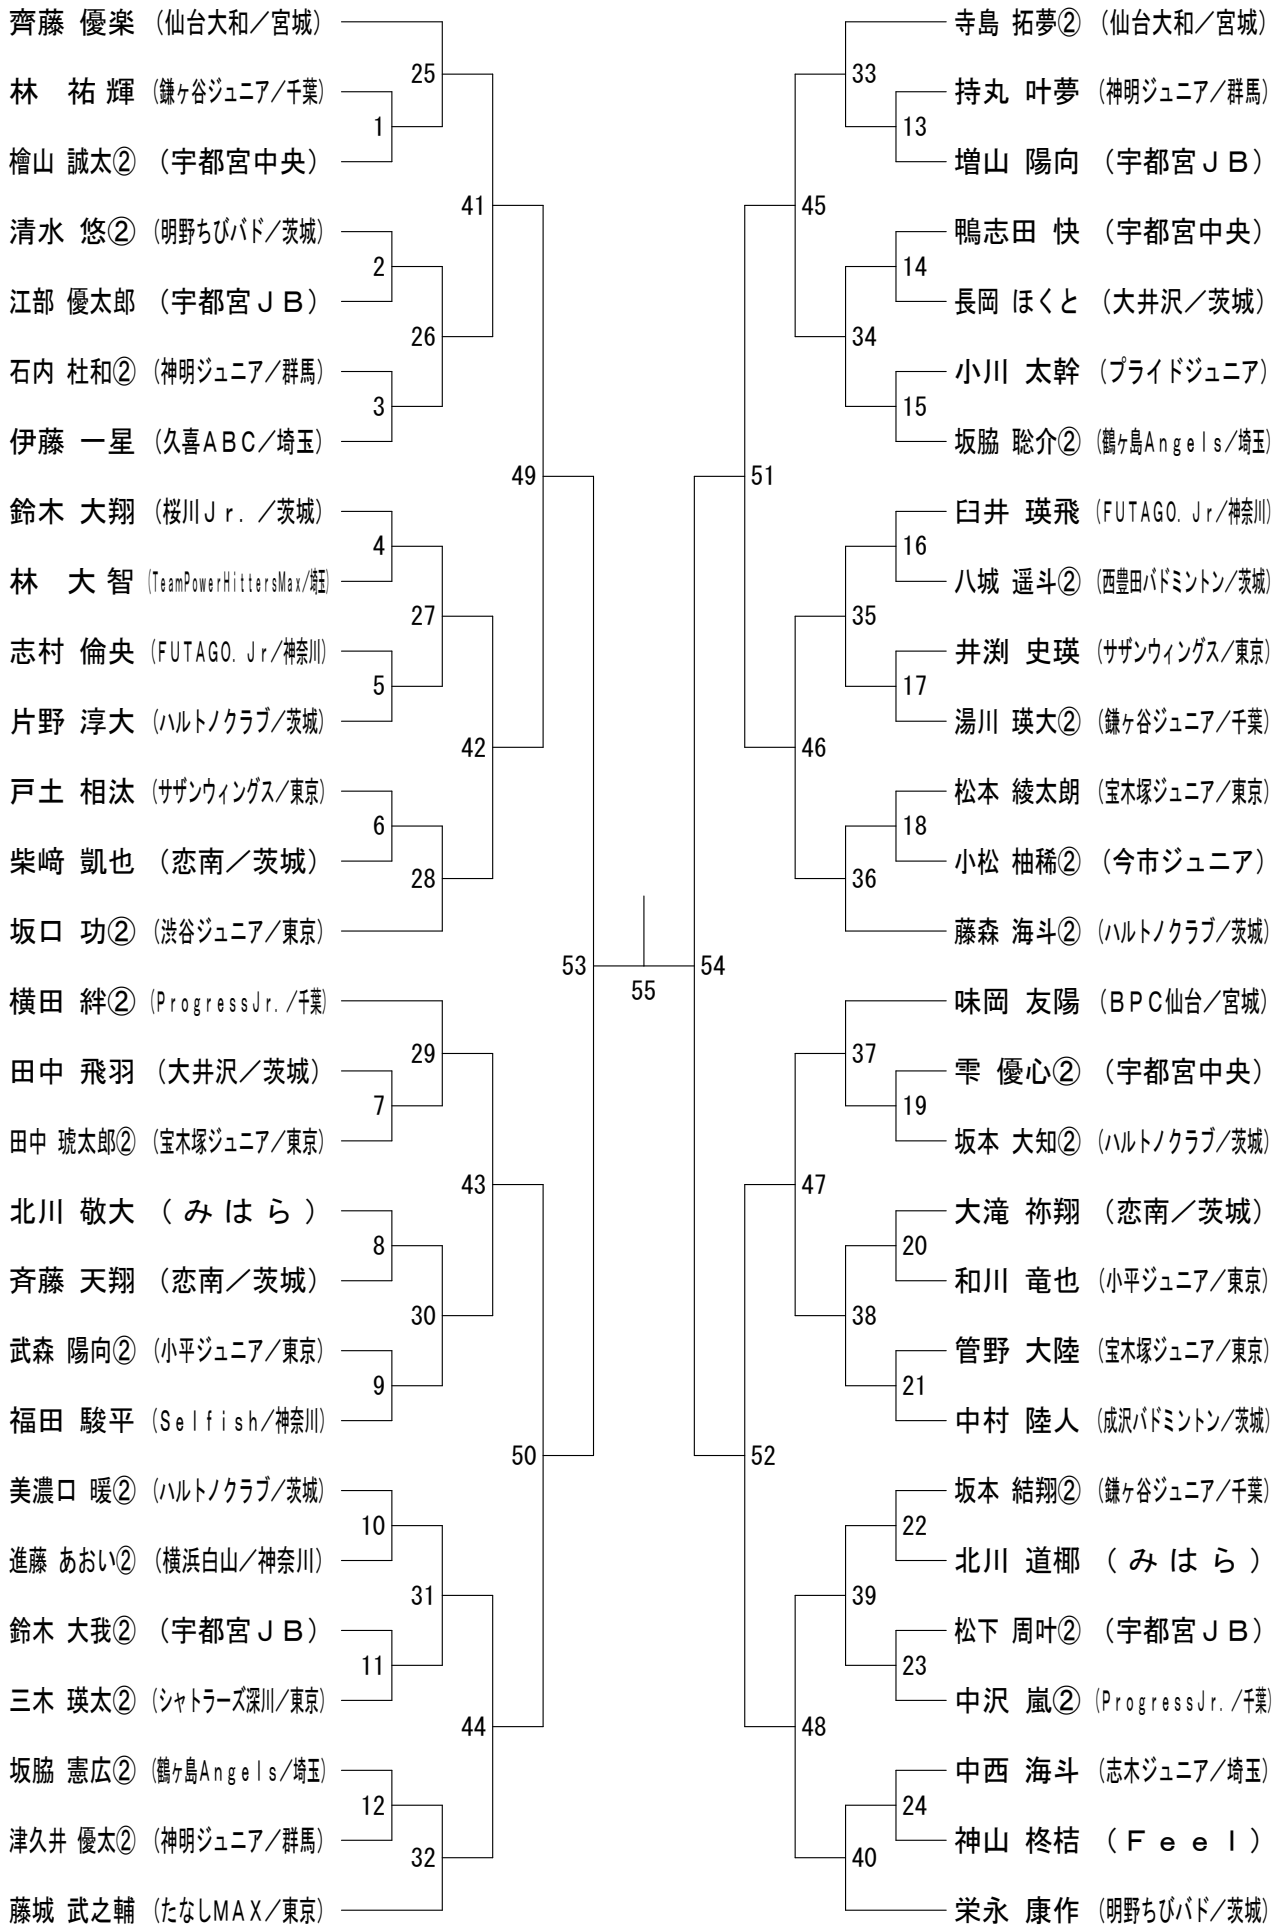 齊藤 優楽 (仙台大和／宮城)
林 祐輝 (鎌ヶ谷ジュニア／千葉)
檜山 誠太② (宇都宮中央)
清水 悠② (明野ちびバド／茨城)
江部 優太郎 (宇都宮ＪＢ)
石内 杜和② (神明ジュニア／群馬)
伊藤 一星 (久喜ABC／埼玉)
鈴木 大翔 (桜川Jr.／茨城)
林 大智 (TeamPowerHittersMax/埼玉)
志村 倫央 (FUTAGO.Jr/神奈川)
片野 淳大 (ハルトノクラブ／茨城)
戸土 相汰 (サザンウィングス／東京)
柴﨑 凱也 (恋南／茨城)
坂口 功② (渋谷ジュニア／東京)
横田 絆② (ProgressJr./千葉)
田中 飛羽 (大井沢／茨城)
田中 琥太郎② (宝木塚ジュニア／東京)
北川 敬大 (みはら)
斉藤 天翔 (恋南／茨城)
武森 陽向② (小平ジュニア／東京)
福田 駿平 (Selfish／神奈川)
美濃口 暖② (ハルトノクラブ／茨城)
進藤 あおい② (横浜白山／神奈川)
鈴木 大我② (宇都宮ＪＢ)
三木 瑛太② (シャトラーズ深川／東京)
坂脇 憲広② (鶴ヶ島Angels/埼玉)
津久井 優太② (神明ジュニア／群馬)
藤城 武之輔 (たなしMAX／東京)
1
2
3
4
5
6
7
8
9
10
11
12
25
26
27
28
29
30
31
32
41
42
43
44
49
50
53
55
54
51
52
45
46
47
48
33
34
35
36
37
38
39
40
13
14
15
16
17
18
19
20
21
22
23
24
寺島 拓夢② (仙台大和／宮城)
持丸 叶夢 (神明ジュニア／群馬)
増山 陽向 (宇都宮ＪＢ)
鴨志田 快 (宇都宮中央)
長岡 ほくと (大井沢／茨城)
小川 太幹 (プライドジュニア)
坂脇 聡介② (鶴ヶ島Angels/埼玉)
臼井 瑛飛 (FUTAGO.Jr/神奈川)
八城 遥斗② (西豊田バドミントン／茨城)
井渕 史瑛 (サザンウィングス／東京)
湯川 瑛大② (鎌ヶ谷ジュニア／千葉)
松本 綾太朗 (宝木塚ジュニア／東京)
小松 柚稀② (今市ジュニア)
藤森 海斗② (ハルトノクラブ／茨城)
味岡 友陽 (BPC仙台／宮城)
雫 優心② (宇都宮中央)
坂本 大知② (ハルトノクラブ／茨城)
大滝 祢翔 (恋南／茨城)
和川 竜也 (小平ジュニア／東京)
管野 大陸 (宝木塚ジュニア／東京)
中村 陸人 (成沢バドミントン／茨城)
坂本 結翔② (鎌ヶ谷ジュニア／千葉)
北川 道椰 (みはら)
松下 周叶② (宇都宮ＪＢ)
中沢 嵐② (ProgressJr./千葉)
中西 海斗 (志木ジュニア／埼玉)
神山 柊桔 (Ｆｅｅｌ)
栄永 康作 (明野ちびバド／茨城)